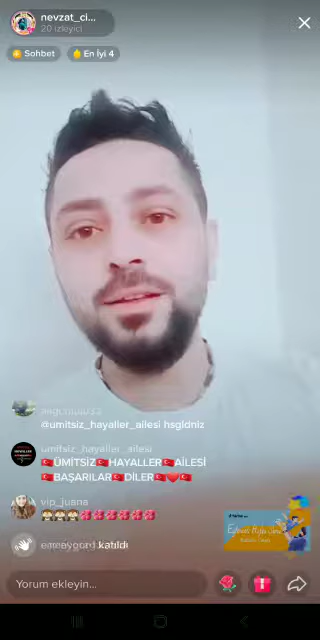 nevzat_ci...
20 izleyici
Sohbet
En İyi 4
@umitsiz_hayaller_ailesi hsgldniz
umitsiz_hayaller_ailesi
🇹🇷ÜMİTSİZ🇹🇷HAYALLER🇹🇷AİLESİ
🇹🇷BAŞARILAR🇹🇷DİLER🇹🇷❤️🇹🇷
vip_juana
🙈🙈🙈🌺🌺🌺🌺🌺🌺
katıldı
Yorum ekleyin...